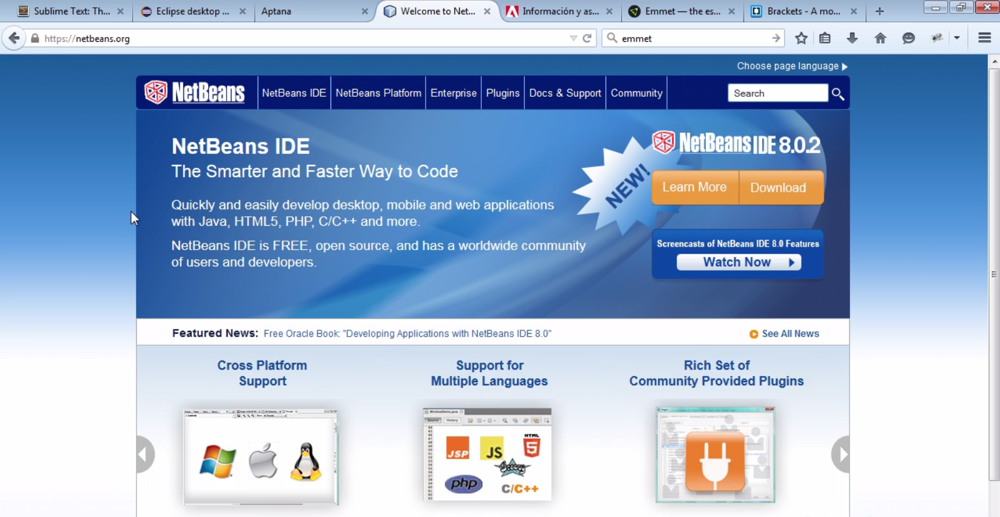 Sublime Text: Th...
Eclipse desktop ...
Aptana
Welcome to Net...
Información y as...
Emmet — the es...
Brackets - A mo...
https://netbeans.org
emmet
Choose page language
NetBeans
NetBeans IDE
NetBeans Platform
Enterprise
Plugins
Docs & Support
Community
Search
NetBeans IDE
The Smarter and Faster Way to Code
Quickly and easily develop desktop, mobile and web applications
with Java, HTML5, PHP, C/C++ and more.
NetBeans IDE is FREE, open source, and has a worldwide community
of users and developers.
NEW!
NetBeans IDE 8.0.2
Learn More
Download
Screencasts of NetBeans IDE 8.0 Features
Watch Now
Featured News: Free Oracle Book: "Developing Applications with NetBeans IDE 8.0"
See All News
Cross Platform
Support
Support for
Multiple Languages
Rich Set of
Community Provided Plugins
WindowDemo.java
Source
History
JSP
JS
HTML
5
Groovy
php
C/C++